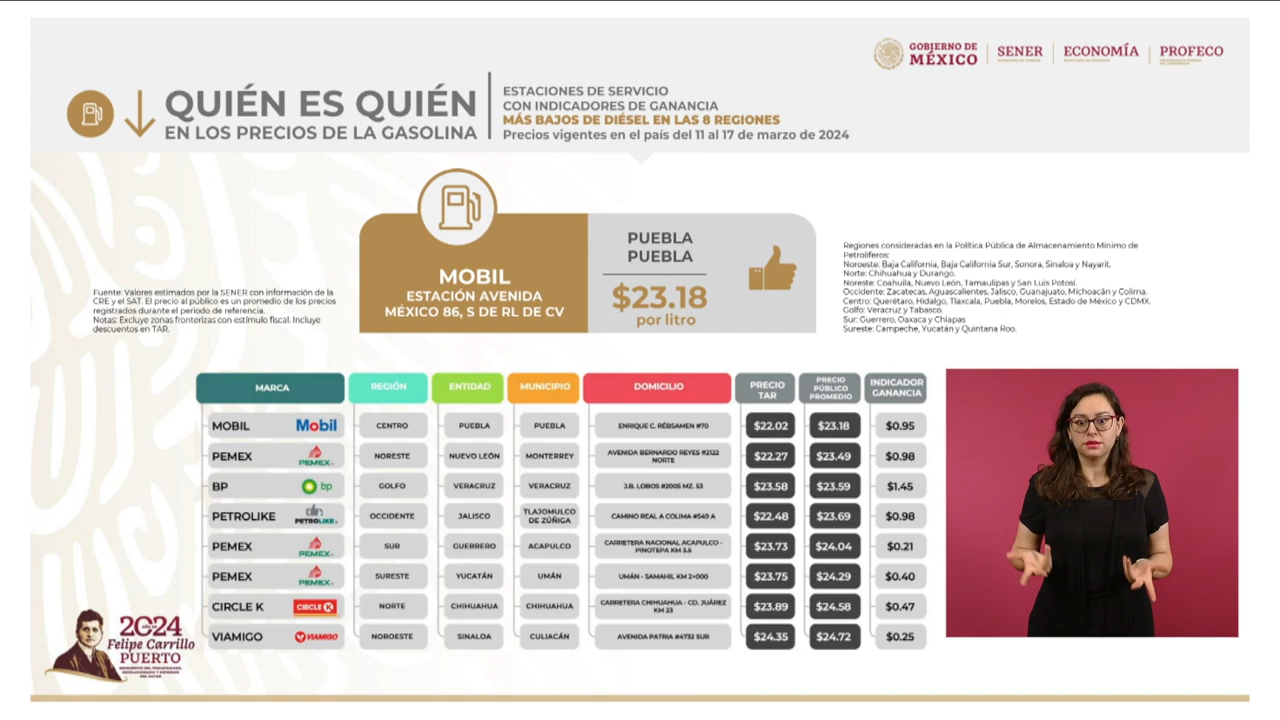 GOBIERNO DE
MÉXICO
SENER
ECONOMÍA
PROFECO
QUIÉN ES QUIÉN
EN LOS PRECIOS DE LA GASOLINA
ESTACIONES DE SERVICIO
CON INDICADORES DE GANANCIA
MÁS BAJOS DE DIÉSEL EN LAS 8 REGIONES
Precios vigentes en el país del 11 al 17 de marzo de 2024
MOBIL
ESTACIÓN AVENIDA
MÉXICO 86, S DE RL DE CV
PUEBLA
PUEBLA
$23.18
por litro
Fuente: Valores estimados por la SENER con información de la
CRE y el SAT. El precio al público es un promedio de los precios
registrados durante el periodo de referencia.
Notas: Excluye zonas fronterizas con estímulo fiscal. Incluye
descuentos en TAR.
Regiones consideradas en la Política Pública de Almacenamiento Mínimo de
Petrolíferos:
Noroeste: Baja California, Baja California Sur, Sonora, Sinaloa y Nayarit.
Norte: Chihuahua y Durango.
Noreste: Coahuila, Nuevo León, Tamaulipas y San Luis Potosí.
Occidente: Zacatecas, Aguascalientes, Jalisco, Guanajuato, Michoacán y Colima.
Centro: Querétaro, Hidalgo, Tlaxcala, Puebla, Morelos, Estado de México y CDMX.
Golfo: Veracruz y Tabasco.
Sur: Guerrero, Oaxaca y Chiapas
Sureste: Campeche, Yucatán y Quintana Roo.
MARCA REGIÓN ENTIDAD MUNICIPIO DOMICILIO PRECIO TAR PRECIO PÚBLICO PROMEDIO INDICADOR GANANCIA
MOBIL Mobil CENTRO PUEBLA PUEBLA ENRIQUE C. RÉBSAMEN #70 $22.02 $23.18 $0.95
PEMEX PEMEX NORESTE NUEVO LEÓN MONTERREY AVENIDA BERNARDO REYES #2122 NORTE $22.27 $23.49 $0.98
BP bp GOLFO VERACRUZ VERACRUZ J.B. LOBOS #2005 MZ. 53 $23.58 $23.59 $1.45
PETROLIKE PETROLIKE OCCIDENTE JALISCO TLAJOMULCO DE ZÚÑIGA CAMINO REAL A COLIMA #549 A $22.48 $23.69 $0.98
PEMEX PEMEX SUR GUERRERO ACAPULCO CARRETERA NACIONAL ACAPULCO - PINOTEPA KM 3.5 $23.73 $24.04 $0.21
PEMEX PEMEX SURESTE YUCATÁN UMÁN UMÁN - SAMAHIL KM 2+000 $23.75 $24.29 $0.40
CIRCLE K CIRCLE K NORTE CHIHUAHUA CHIHUAHUA CARRETERA CHIHUAHUA - CD. JUÁREZ KM 23 $23.89 $24.58 $0.47
VIAMIGO VIAMIGO NOROESTE SINALOA CULIACÁN AVENIDA PATRIA #4732 SUR $24.35 $24.72 $0.25
2024
Felipe Carrillo
PUERTO